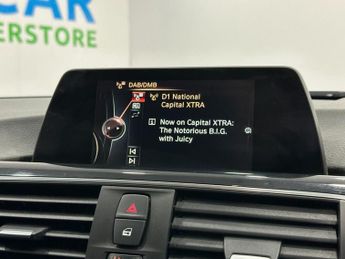 CAR
ERSTORE
DAB/DMB
D1 National
Capital XTRA
Now on Capital XTRA:
The Notorious B.I.G.
with Juicy